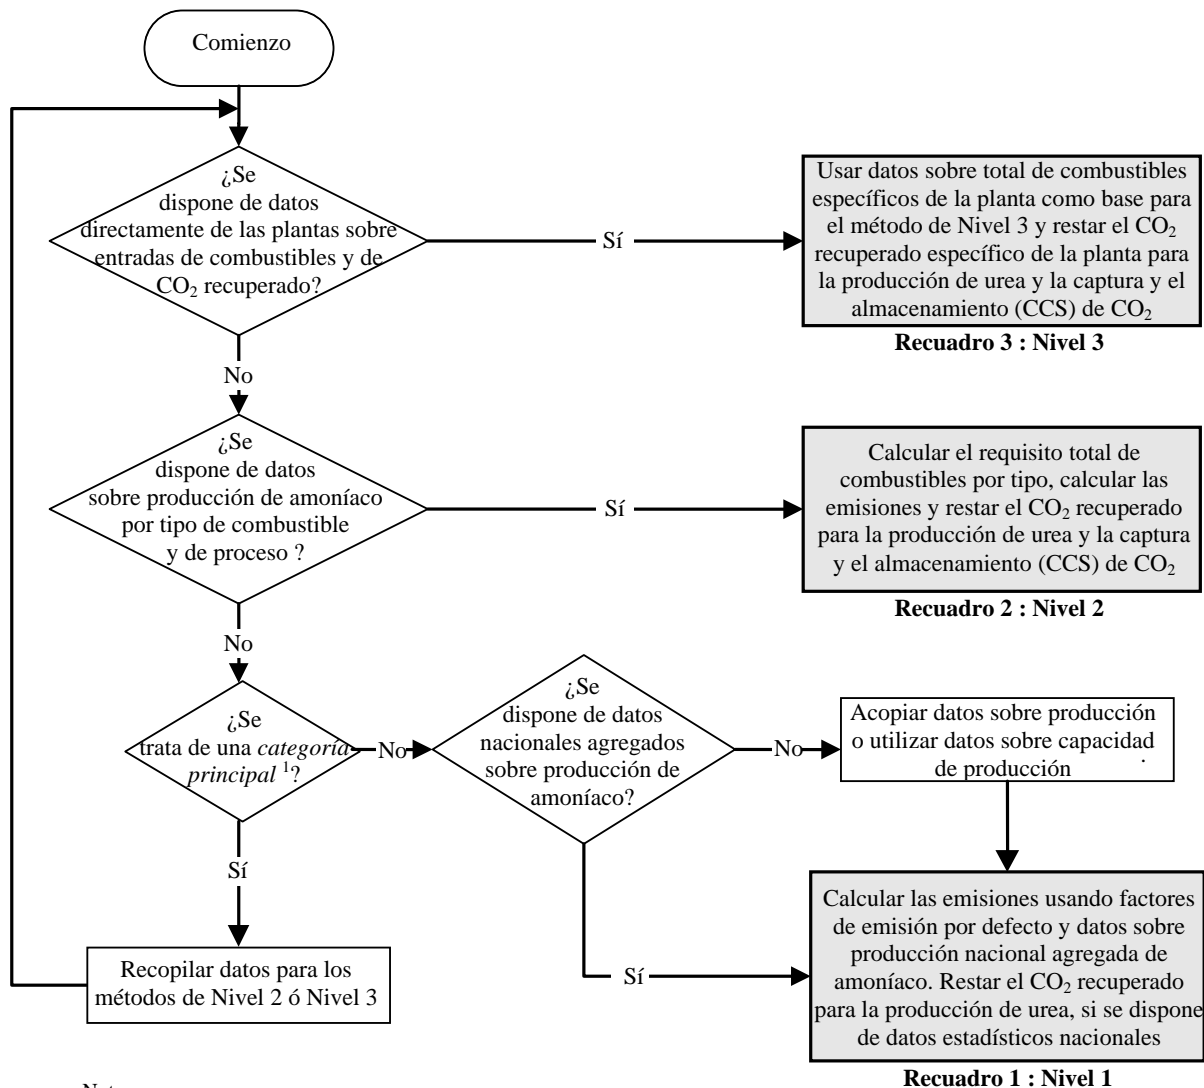 Comienzo
¿Se
dispone de datos
directamente de las plantas sobre
entradas de combustibles y de
CO₂ recuperado?
Sí
Usar datos sobre total de combustibles
específicos de la planta como base para
el método de Nivel 3 y restar el CO₂
recuperado específico de la planta para
la producción de urea y la captura y el
almacenamiento (CCS) de CO₂
Recuadro 3 : Nivel 3
No
¿Se
dispone de datos
sobre producción de amoníaco
por tipo de combustible
y de proceso ?
Sí
Calcular el requisito total de
combustibles por tipo, calcular las
emisiones y restar el CO₂ recuperado
para la producción de urea y la captura
y el almacenamiento (CCS) de CO₂
Recuadro 2 : Nivel 2
No
¿Se
trata de una categoría
principal ¹?
No
¿Se
dispone de datos
nacionales agregados
sobre producción de
amoníaco?
No
Acopiar datos sobre producción
o utilizar datos sobre capacidad
de producción
Sí
Recopilar datos para los
métodos de Nivel 2 ó Nivel 3
Sí
Calcular las emisiones usando factores
de emisión por defecto y datos sobre
producción nacional agregada de
amoníaco. Restar el CO₂ recuperado
para la producción de urea, si se dispone
de datos estadísticos nacionales
Recuadro 1 : Nivel 1